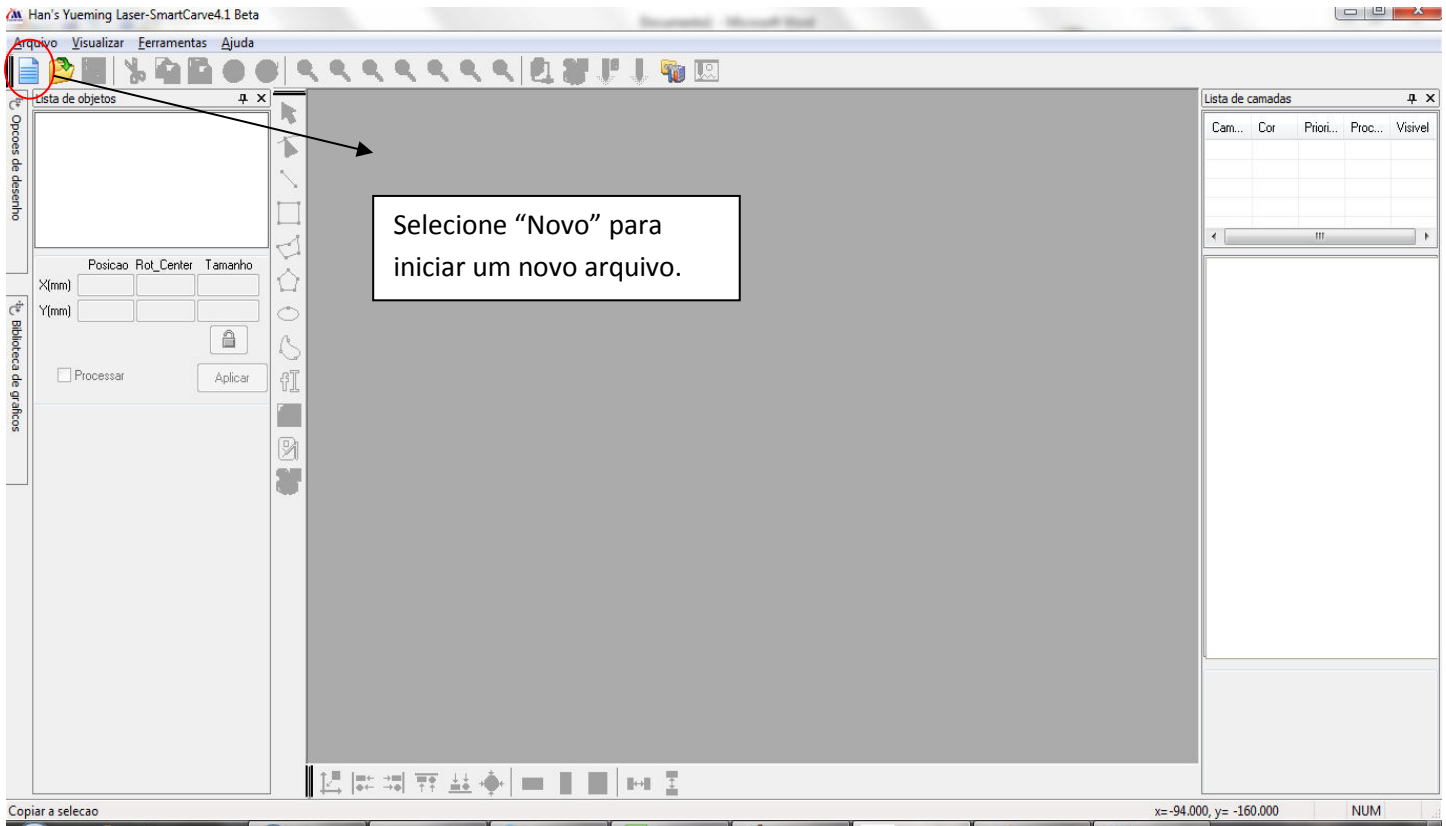 Han's Yueming Laser-SmartCarve4.1 Beta
Arquivo Visualizar Ferramentas Ajuda
Lista de objetos
Opcoes de desenho
Biblioteca de graficos
Posicao Rot_Center Tamanho
X(mm)
Y(mm)
Processar
Aplicar
Selecione “Novo” para
iniciar um novo arquivo.
Lista de camadas
Cam... Cor Priori... Proc... Visivel
Copiar a selecao
x=-94.000, y= -160.000
NUM